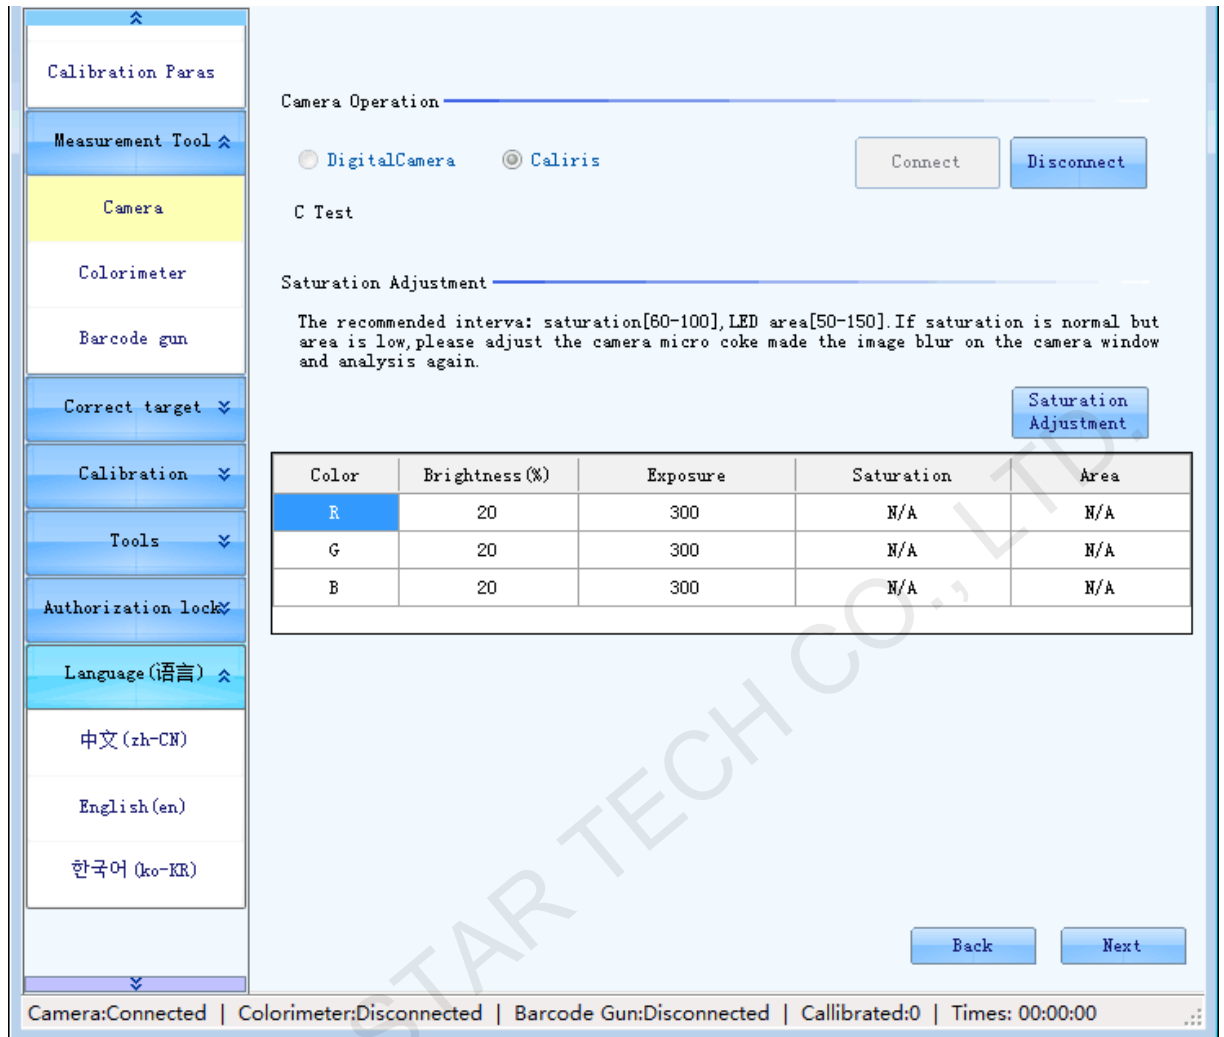 Calibration Paras
Measurement Tool
Camera
Colorimeter
Barcode gun
Correct target
Calibration
Tools
Authorization lock
Language(语言)
中文(zh-CN)
English(en)
한국어(ko-KR)
Camera Operation
DigitalCamera Caliris Connect Disconnect
C Test
Saturation Adjustment
The recommended interva: saturation[60-100],LED area[50-150].If saturation is normal but
area is low,please adjust the camera micro coke made the image blur on the camera window
and analysis again.
Saturation
Adjustment
Color Brightness(%) Exposure Saturation Area
R 20 300 N/A N/A
G 20 300 N/A N/A
B 20 300 N/A N/A
Back Next
Camera:Connected | Colorimeter:Disconnected | Barcode Gun:Disconnected | Callibrated:0 | Times: 00:00:00
STAR TECH CO., LTD.